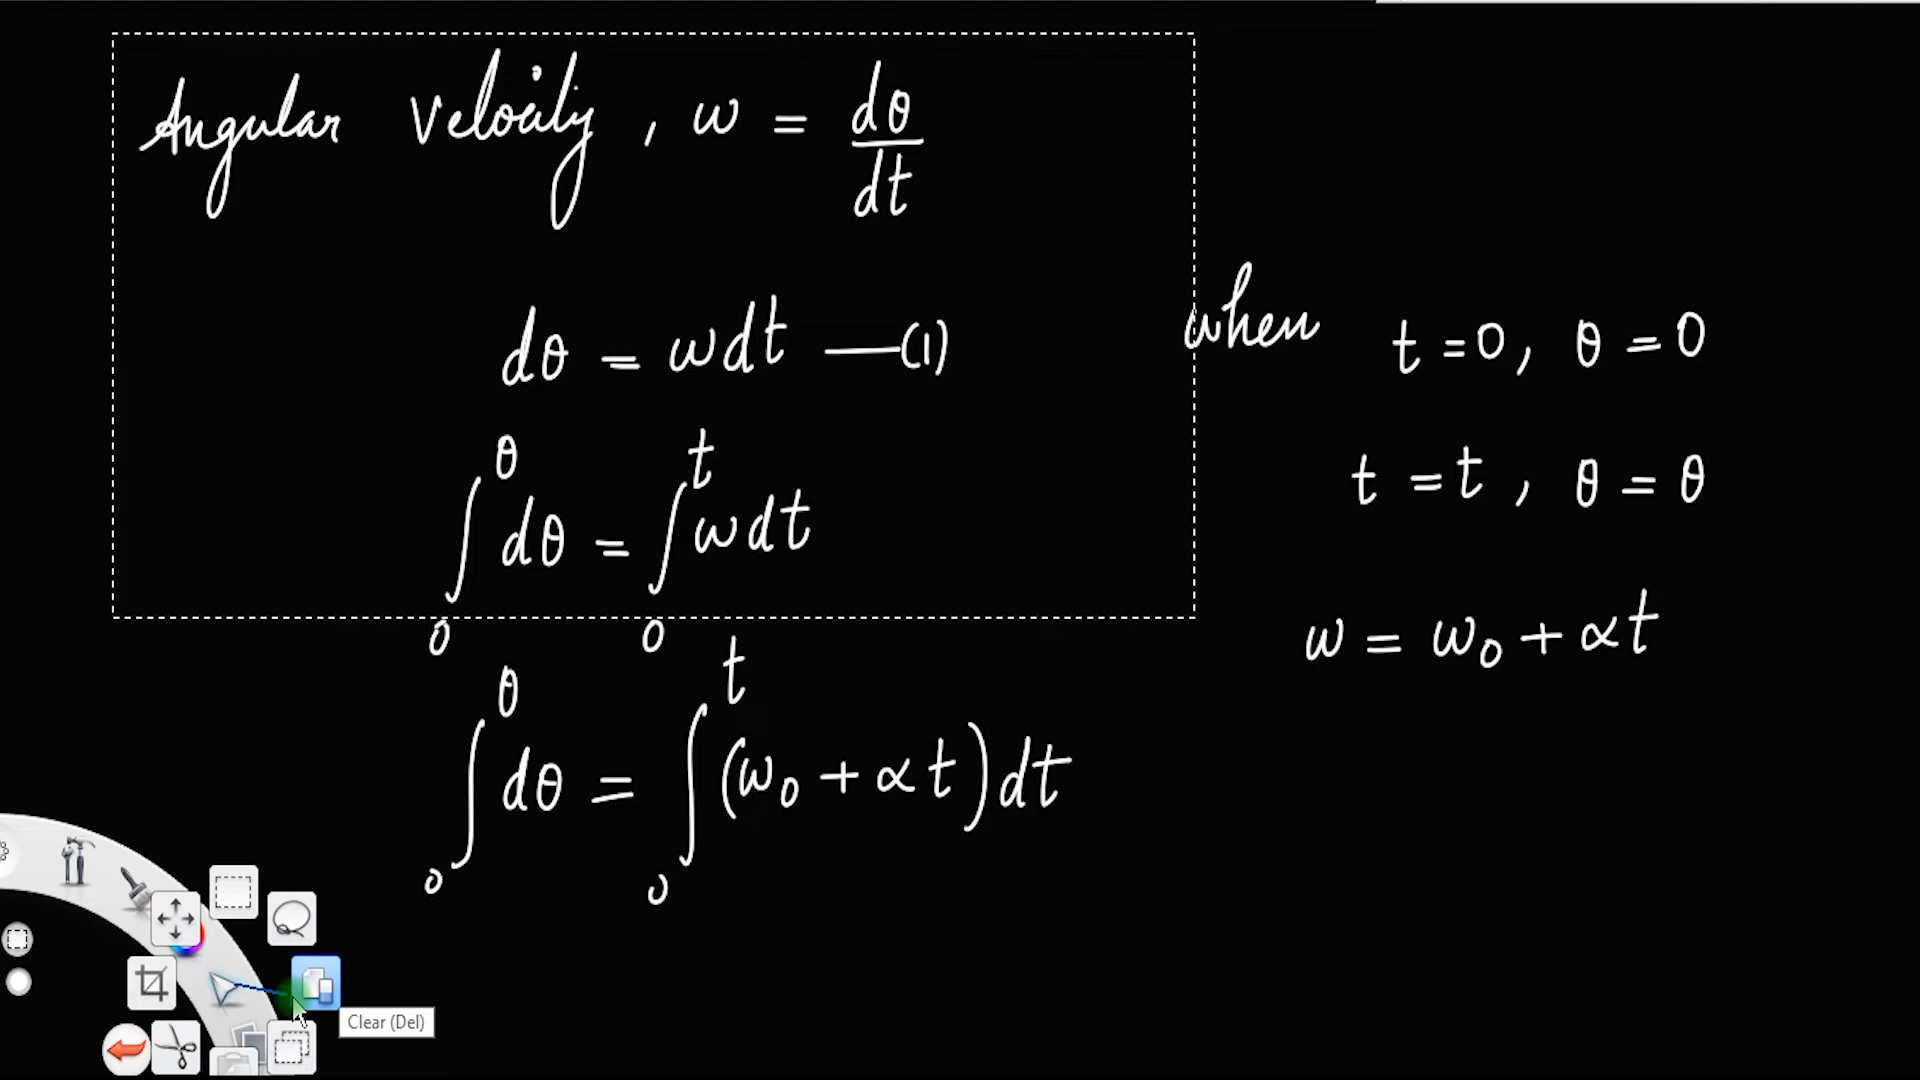 Angular Velocity, ω = dθ/dt
dθ = ωdt —(1)
∫₀^θ dθ = ∫₀^t ωdt
∫₀^θ dθ = ∫₀^t (ω₀ + αt)dt
when t = 0, θ = 0
t = t, θ = θ
ω = ω₀ + αt
Clear (Del)